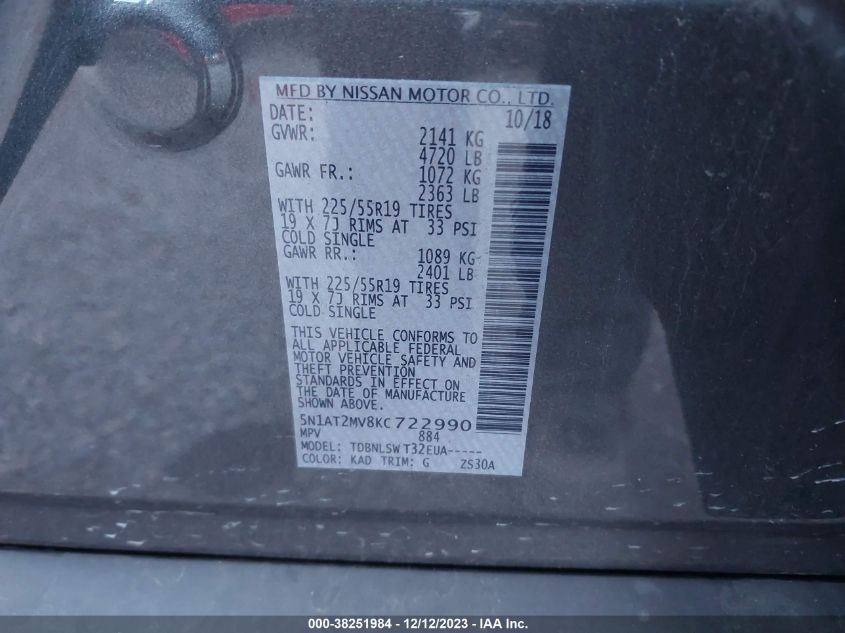 MFD BY NISSAN MOTOR CO., LTD.
DATE: 10/18
GVWR: 2141 KG
4720 LB
GAWR FR.: 1072 KG
2363 LB
WITH 225/55R19 TIRES
19 X 7J RIMS AT 33 PSI
COLD SINGLE
GAWR RR.: 1089 KG
2401 LB
WITH 225/55R19 TIRES
19 X 7J RIMS AT 33 PSI
COLD SINGLE
THIS VEHICLE CONFORMS TO
ALL APPLICABLE FEDERAL
MOTOR VEHICLE SAFETY AND
THEFT PREVENTION
STANDARDS IN EFFECT ON
THE DATE OF MANUFACTURE
SHOWN ABOVE.
5N1AT2MV8KC722990
MPV 884
MODEL: TDBNLSW T32EUA-----
COLOR: KAD TRIM: G ZS30A
000-38251984 - 12/12/2023 - IAA Inc.